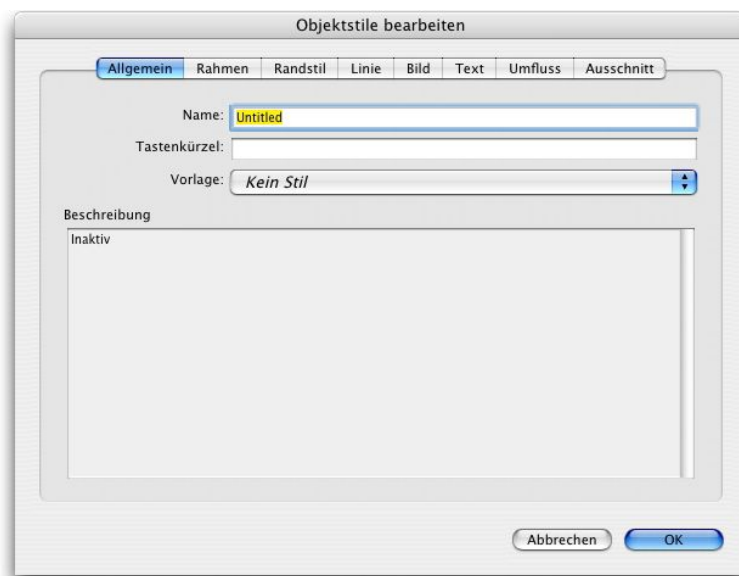 Objektstile bearbeiten
Allgemein Rahmen Randstil Linie Bild Text Umfluss Ausschnitt
Name: Untitled
Tastenkürzel:
Vorlage: Kein Stil
Beschreibung
Inaktiv
Abbrechen OK